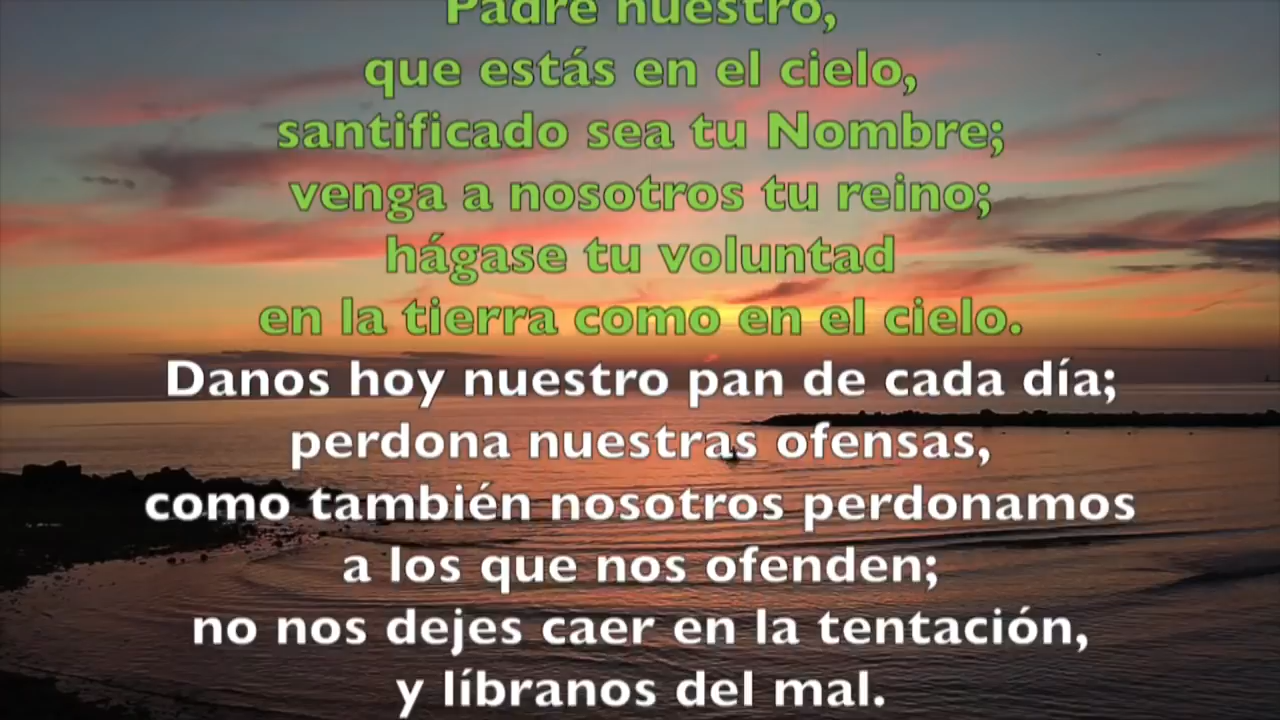 Padre nuestro,
que estás en el cielo,
santificado sea tu Nombre;
venga a nosotros tu reino;
hágase tu voluntad
en la tierra como en el cielo.
Danos hoy nuestro pan de cada día;
perdona nuestras ofensas,
como también nosotros perdonamos
a los que nos ofenden;
no nos dejes caer en la tentación,
y líbranos del mal.